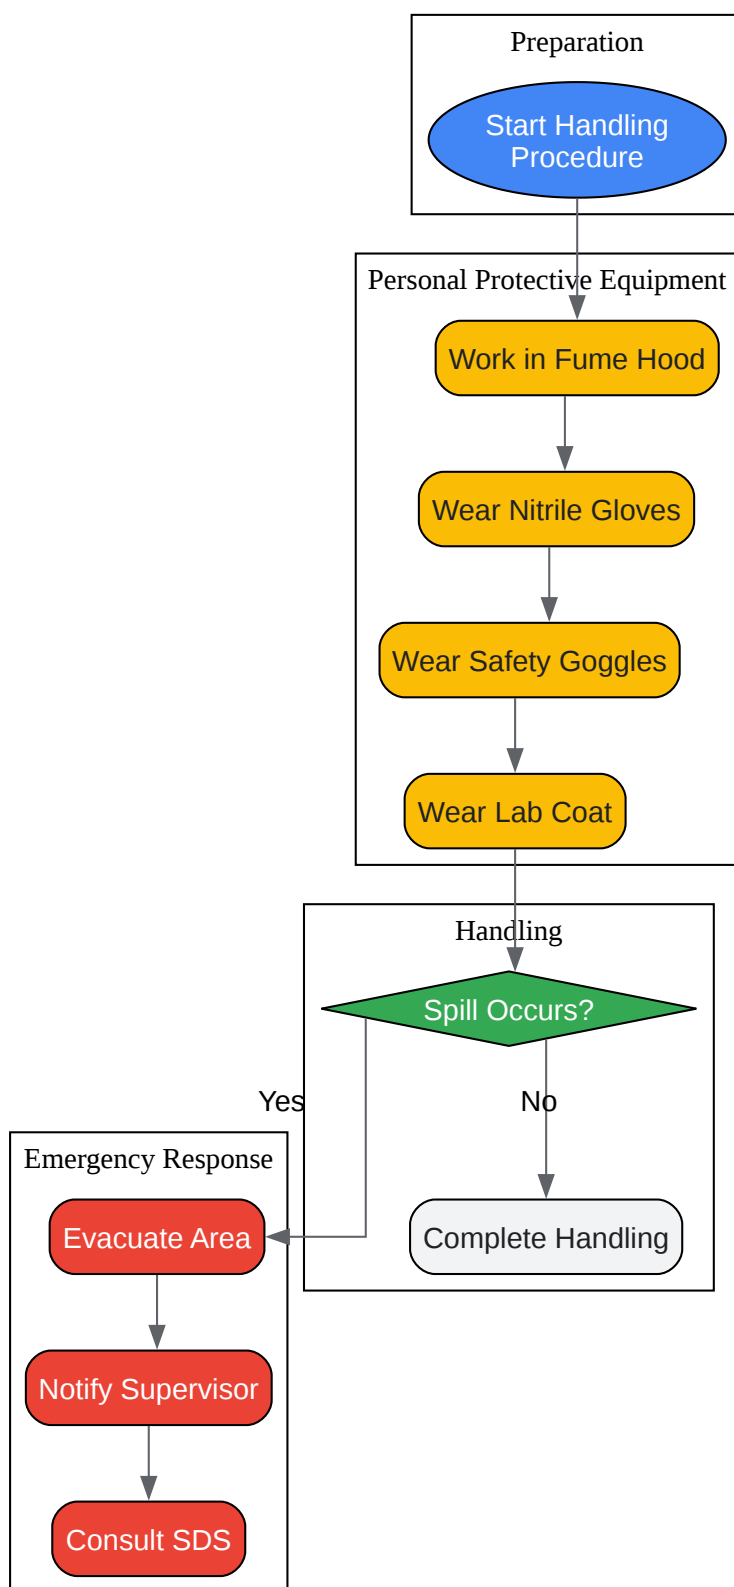 Preparation
Start Handling
Procedure
Personal Protective Equipment
Work in Fume Hood
Wear Nitrile Gloves
Wear Safety Goggles
Wear Lab Coat
Handling
Spill Occurs?
Yes
No
Emergency Response
Evacuate Area
Complete Handling
Notify Supervisor
Consult SDS